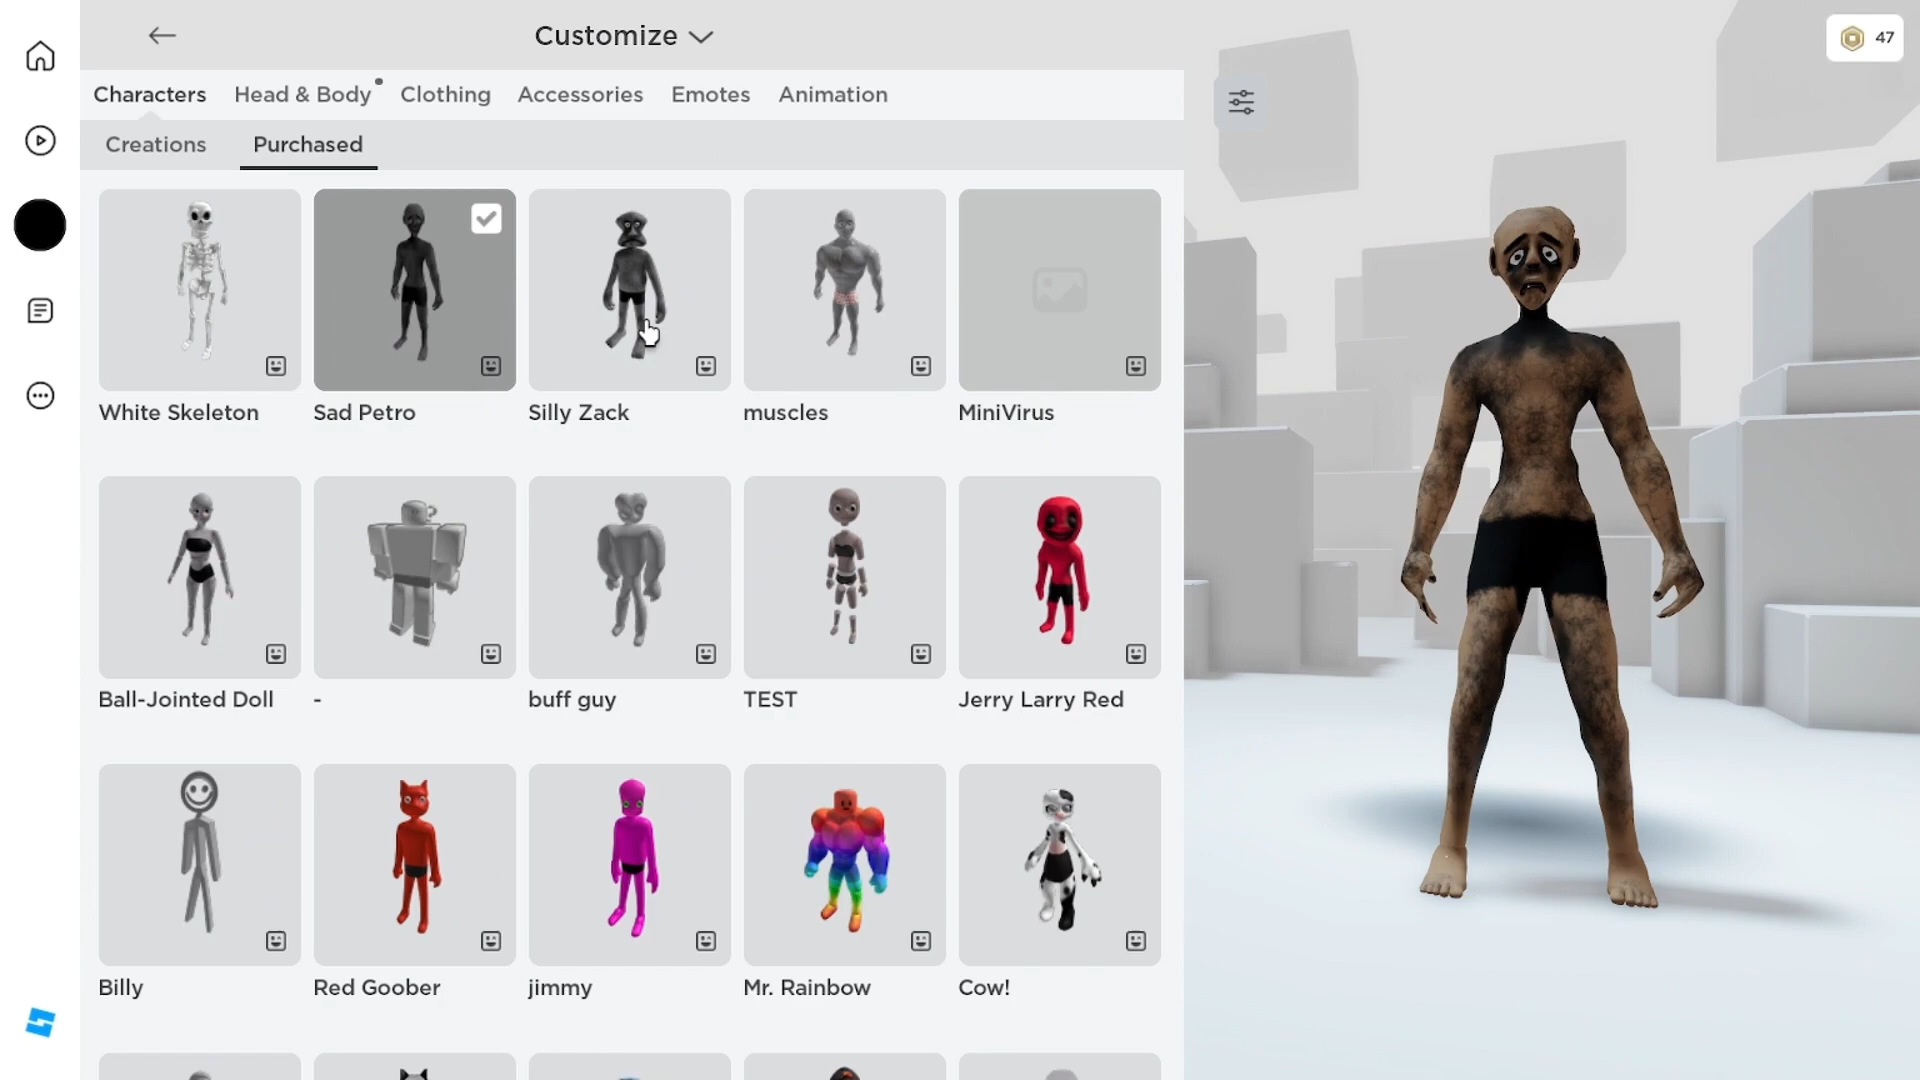 Customize
47
Characters Head & Body Clothing Accessories Emotes Animation
Creations Purchased
White Skeleton Sad Petro Silly Zack muscles MiniVirus
Ball-Jointed Doll - buff guy TEST Jerry Larry Red
Billy Red Goober jimmy Mr. Rainbow Cow!